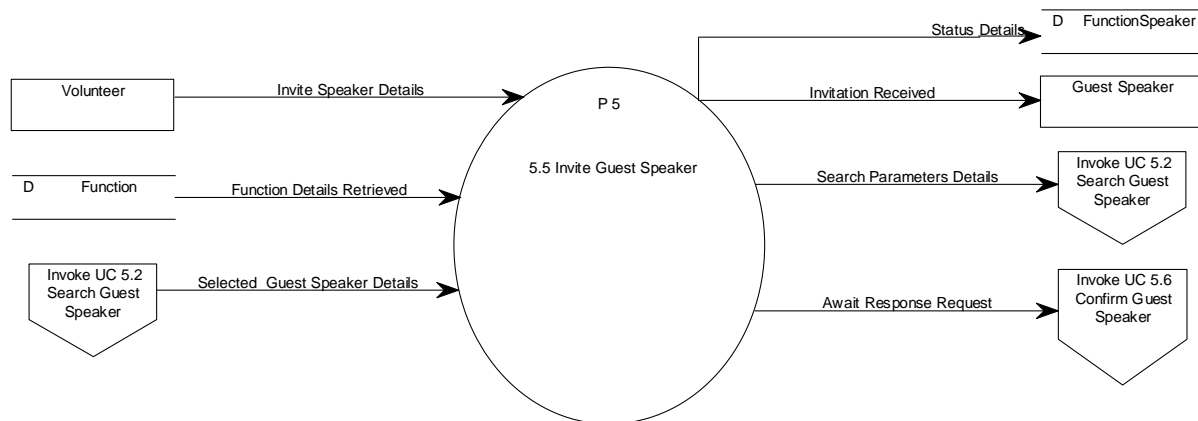 D FunctionSpeaker
Status Details
Volunteer
Invite Speaker Details
P 5
Invitation Received
Guest Speaker
5.5 Invite Guest Speaker
D Function
Function Details Retrieved
Search Parameters Details
Invoke UC 5.2
Search Guest
Speaker
Invoke UC 5.2
Search Guest
Speaker
Selected Guest Speaker Details
Await Response Request
Invoke UC 5.6
Confirm Guest
Speaker